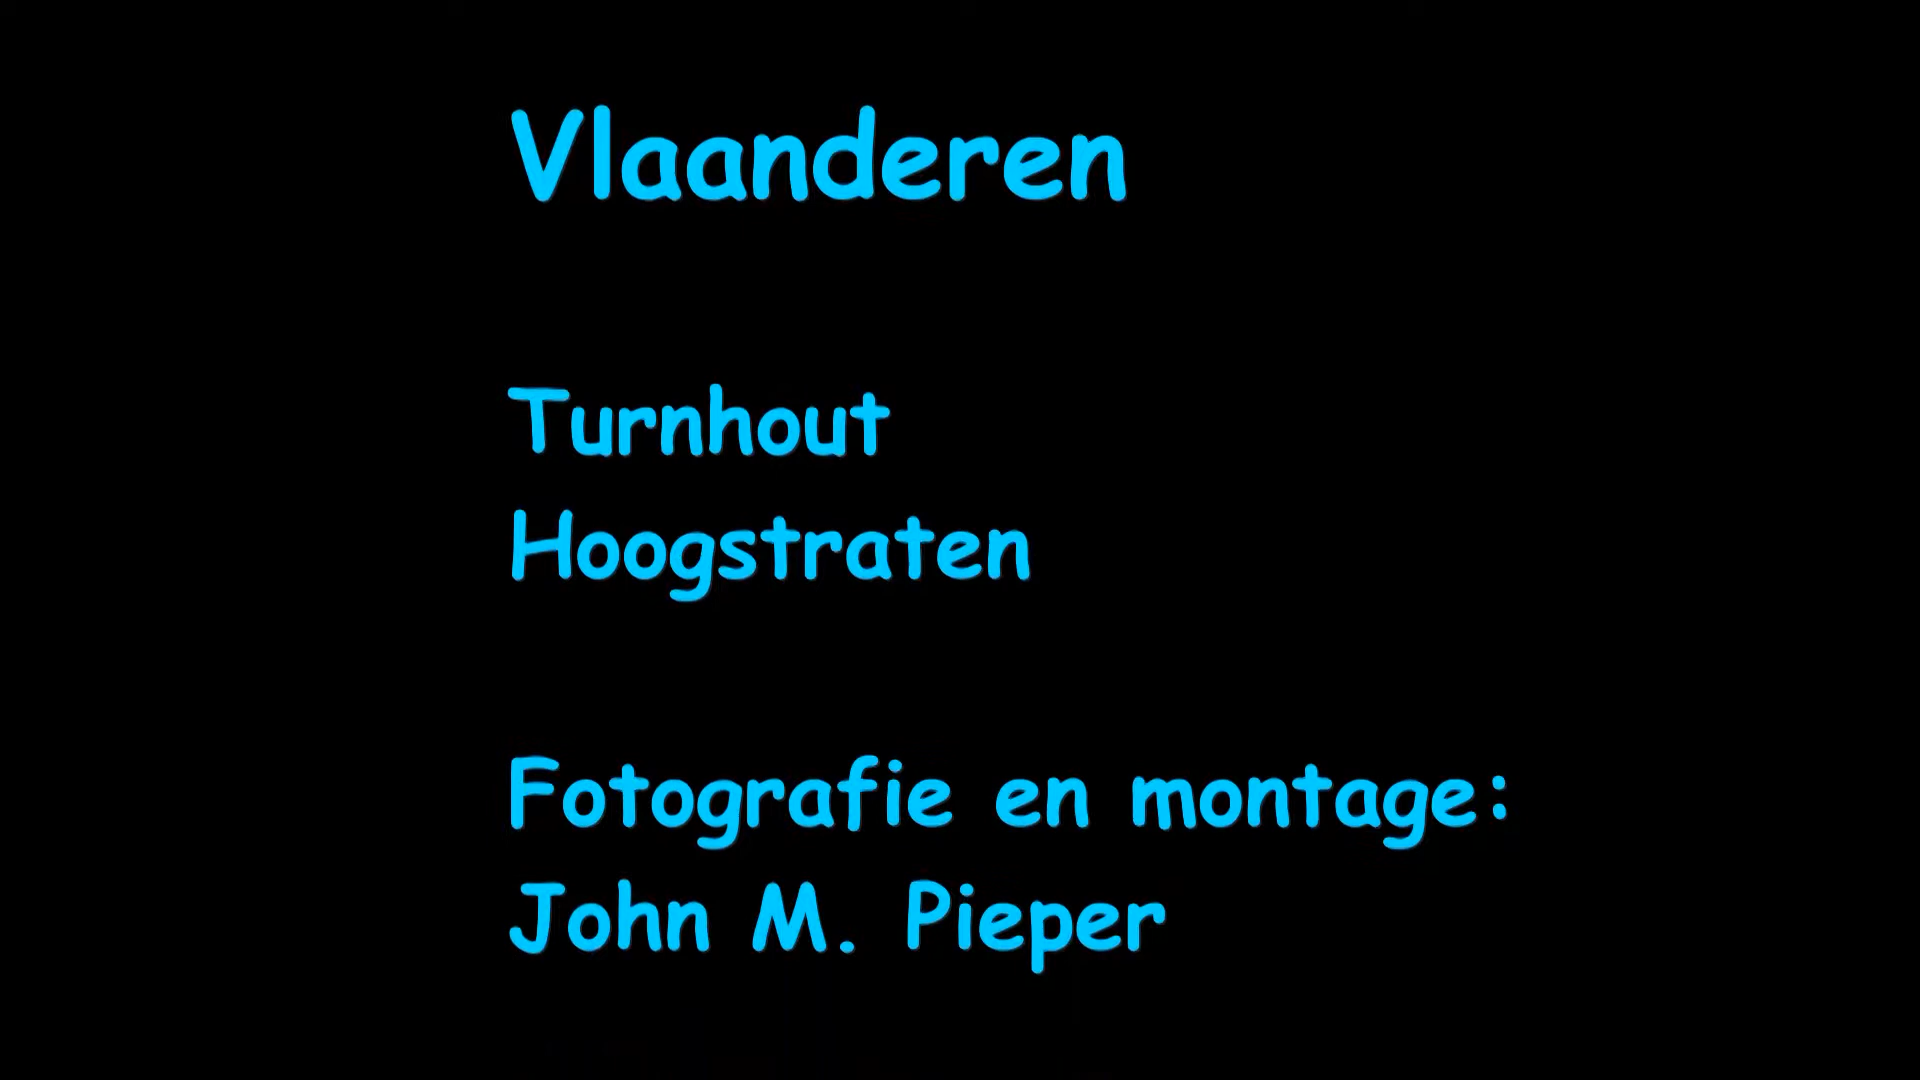 Vlaanderen
Turnhout
Hoogstraten
Fotografie en montage:
John M. Pieper